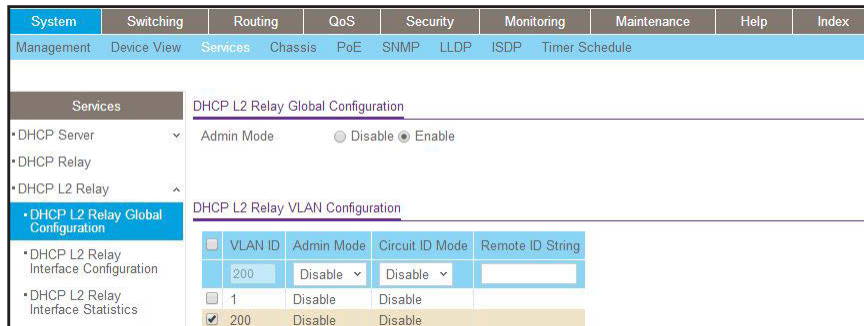 System Switching Routing QoS Security Monitoring Maintenance Help Index
Management Device View Services Chassis PoE SNMP LLDP ISDP Timer Schedule
Services
DHCP Server
DHCP Relay
DHCP L2 Relay
DHCP L2 Relay Global
Configuration
DHCP L2 Relay
Interface Configuration
DHCP L2 Relay
Interface Statistics
DHCP L2 Relay Global Configuration
Admin Mode Disable Enable
DHCP L2 Relay VLAN Configuration
VLAN ID Admin Mode Circuit ID Mode Remote ID String
200 Disable Disable
1 Disable Disable
200 Disable Disable